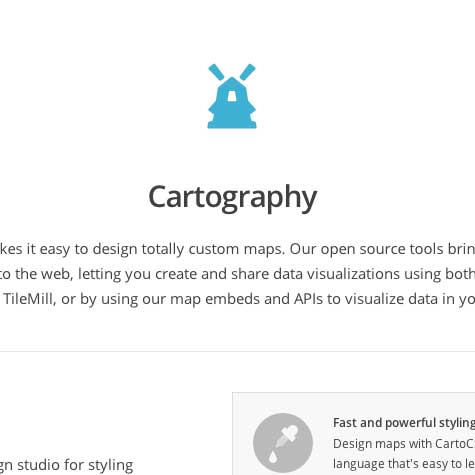 Cartography
kes it easy to design totally custom maps. Our open source tools brin
to the web, letting you create and share data visualizations using both
TileMill, or by using our map embeds and APIs to visualize data in yo
Fast and powerful styling
Design maps with CartoC
gn studio for styling
language that's easy to le